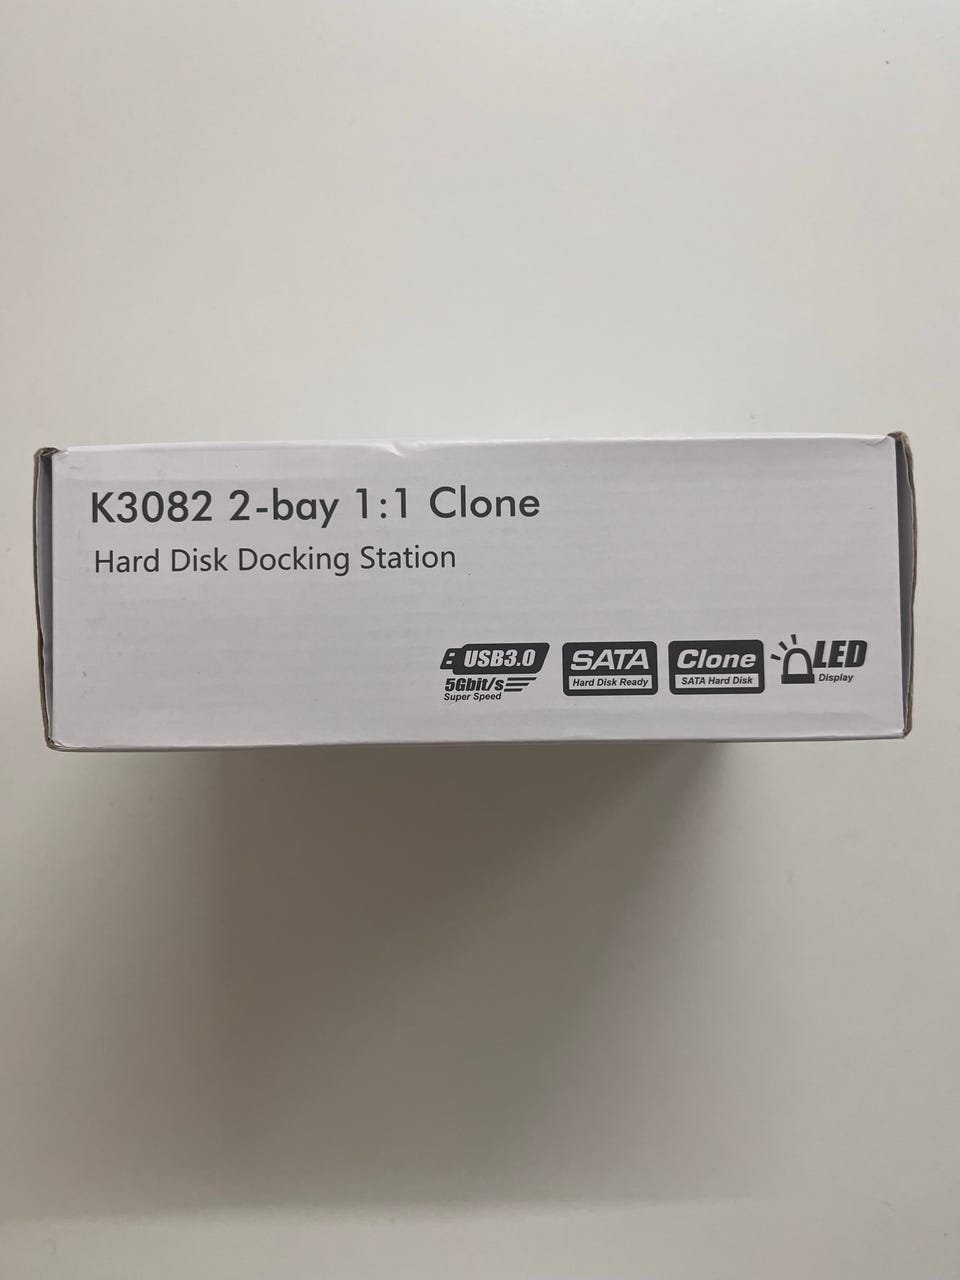 K3082 2-bay 1:1 Clone
Hard Disk Docking Station
USB3.0
5Gbit/s
Super Speed
SATA
Hard Disk Ready
Clone
SATA Hard Disk
LED
Display